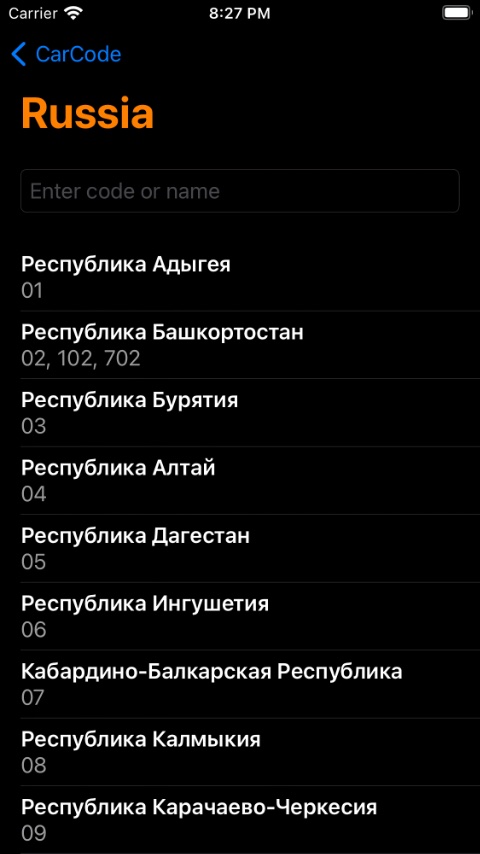 Carrier 8:27 PM
CarCode
Russia
Enter code or name
Республика Адыгея
01
Республика Башкортостан
02, 102, 702
Республика Бурятия
03
Республика Алтай
04
Республика Дагестан
05
Республика Ингушетия
06
Кабардино-Балкарская Республика
07
Республика Калмыкия
08
Республика Карачаево-Черкесия
09